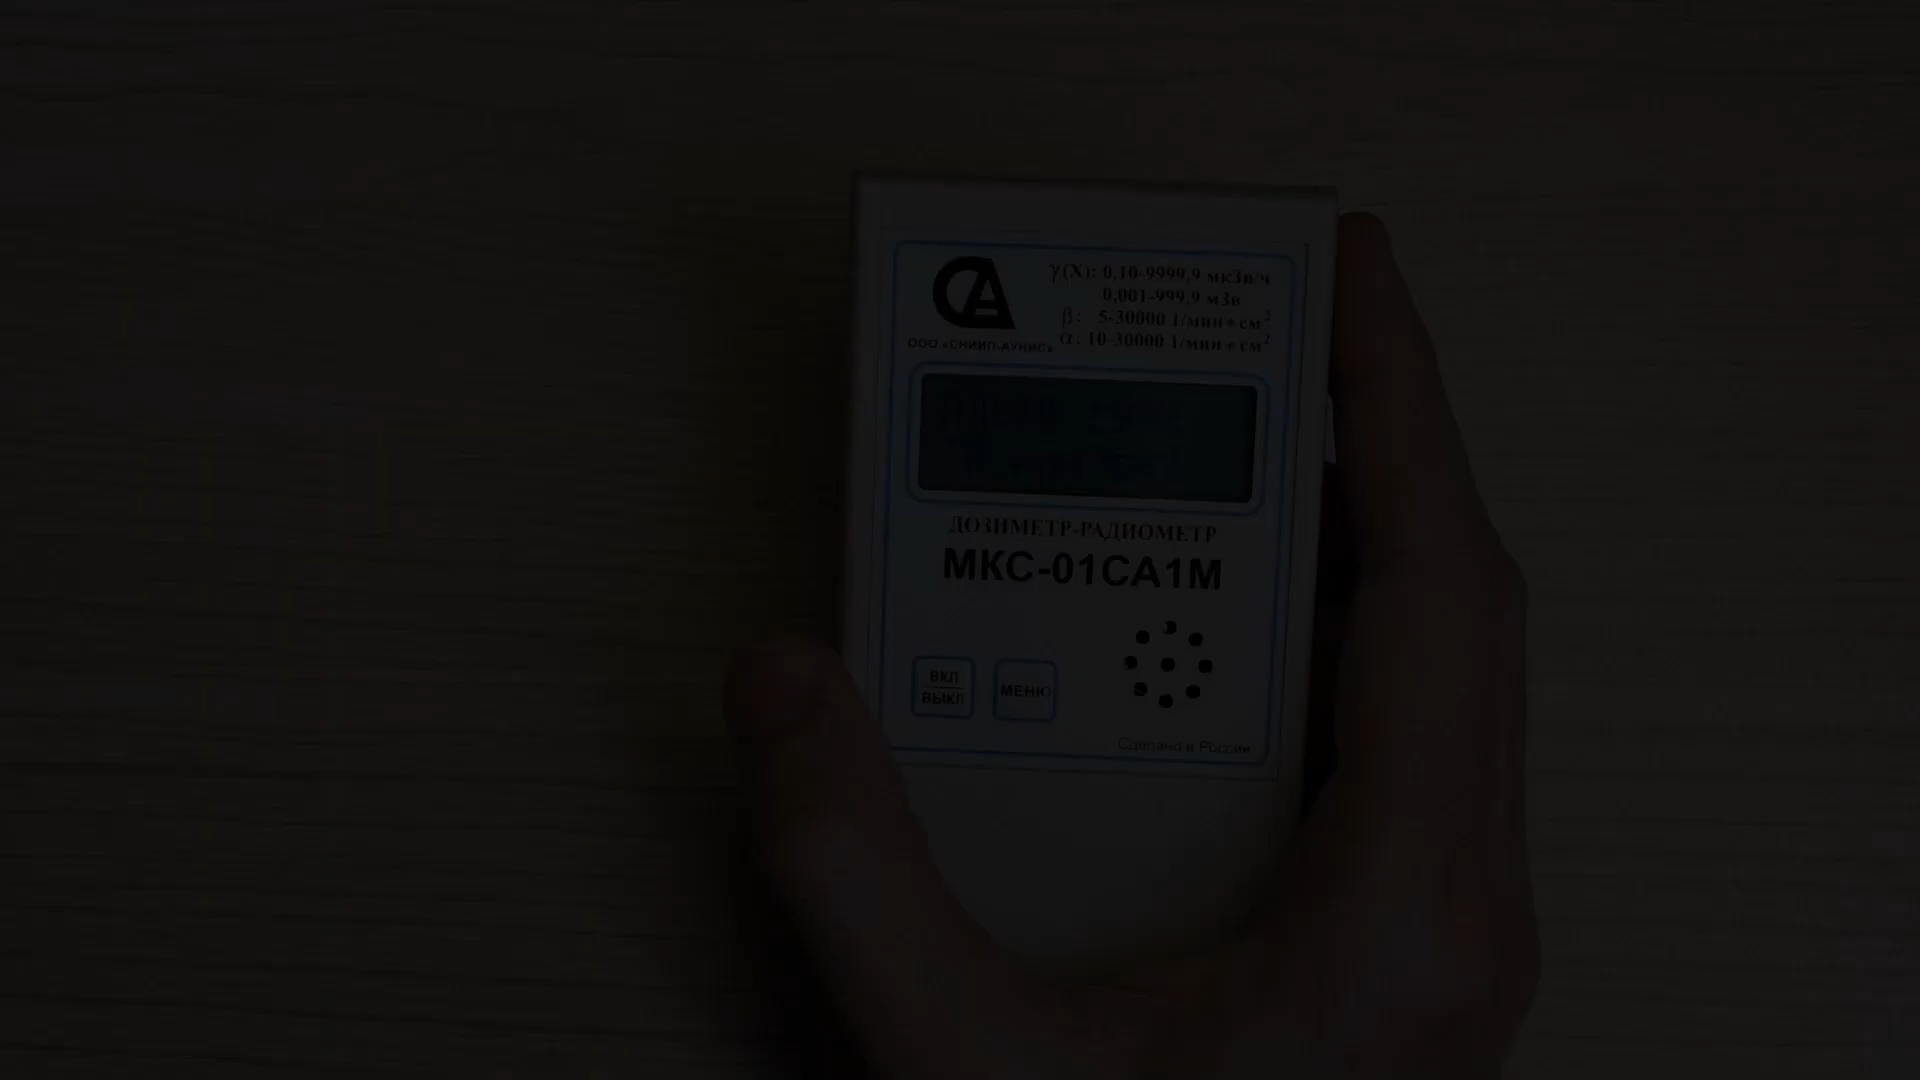 СА
γ(X): 0,10-9999,9 мкЗв/ч
0,001-999,9 мЗв
β: 5-30000 1/мин*см²
α: 10-30000 1/мин*см²
ООО «СНИИП-АУНИС»
ДОЗИМЕТР-РАДИОМЕТР
МКС-01СА1М
ВКЛ
ВЫКЛ
МЕНЮ
Сделано в России